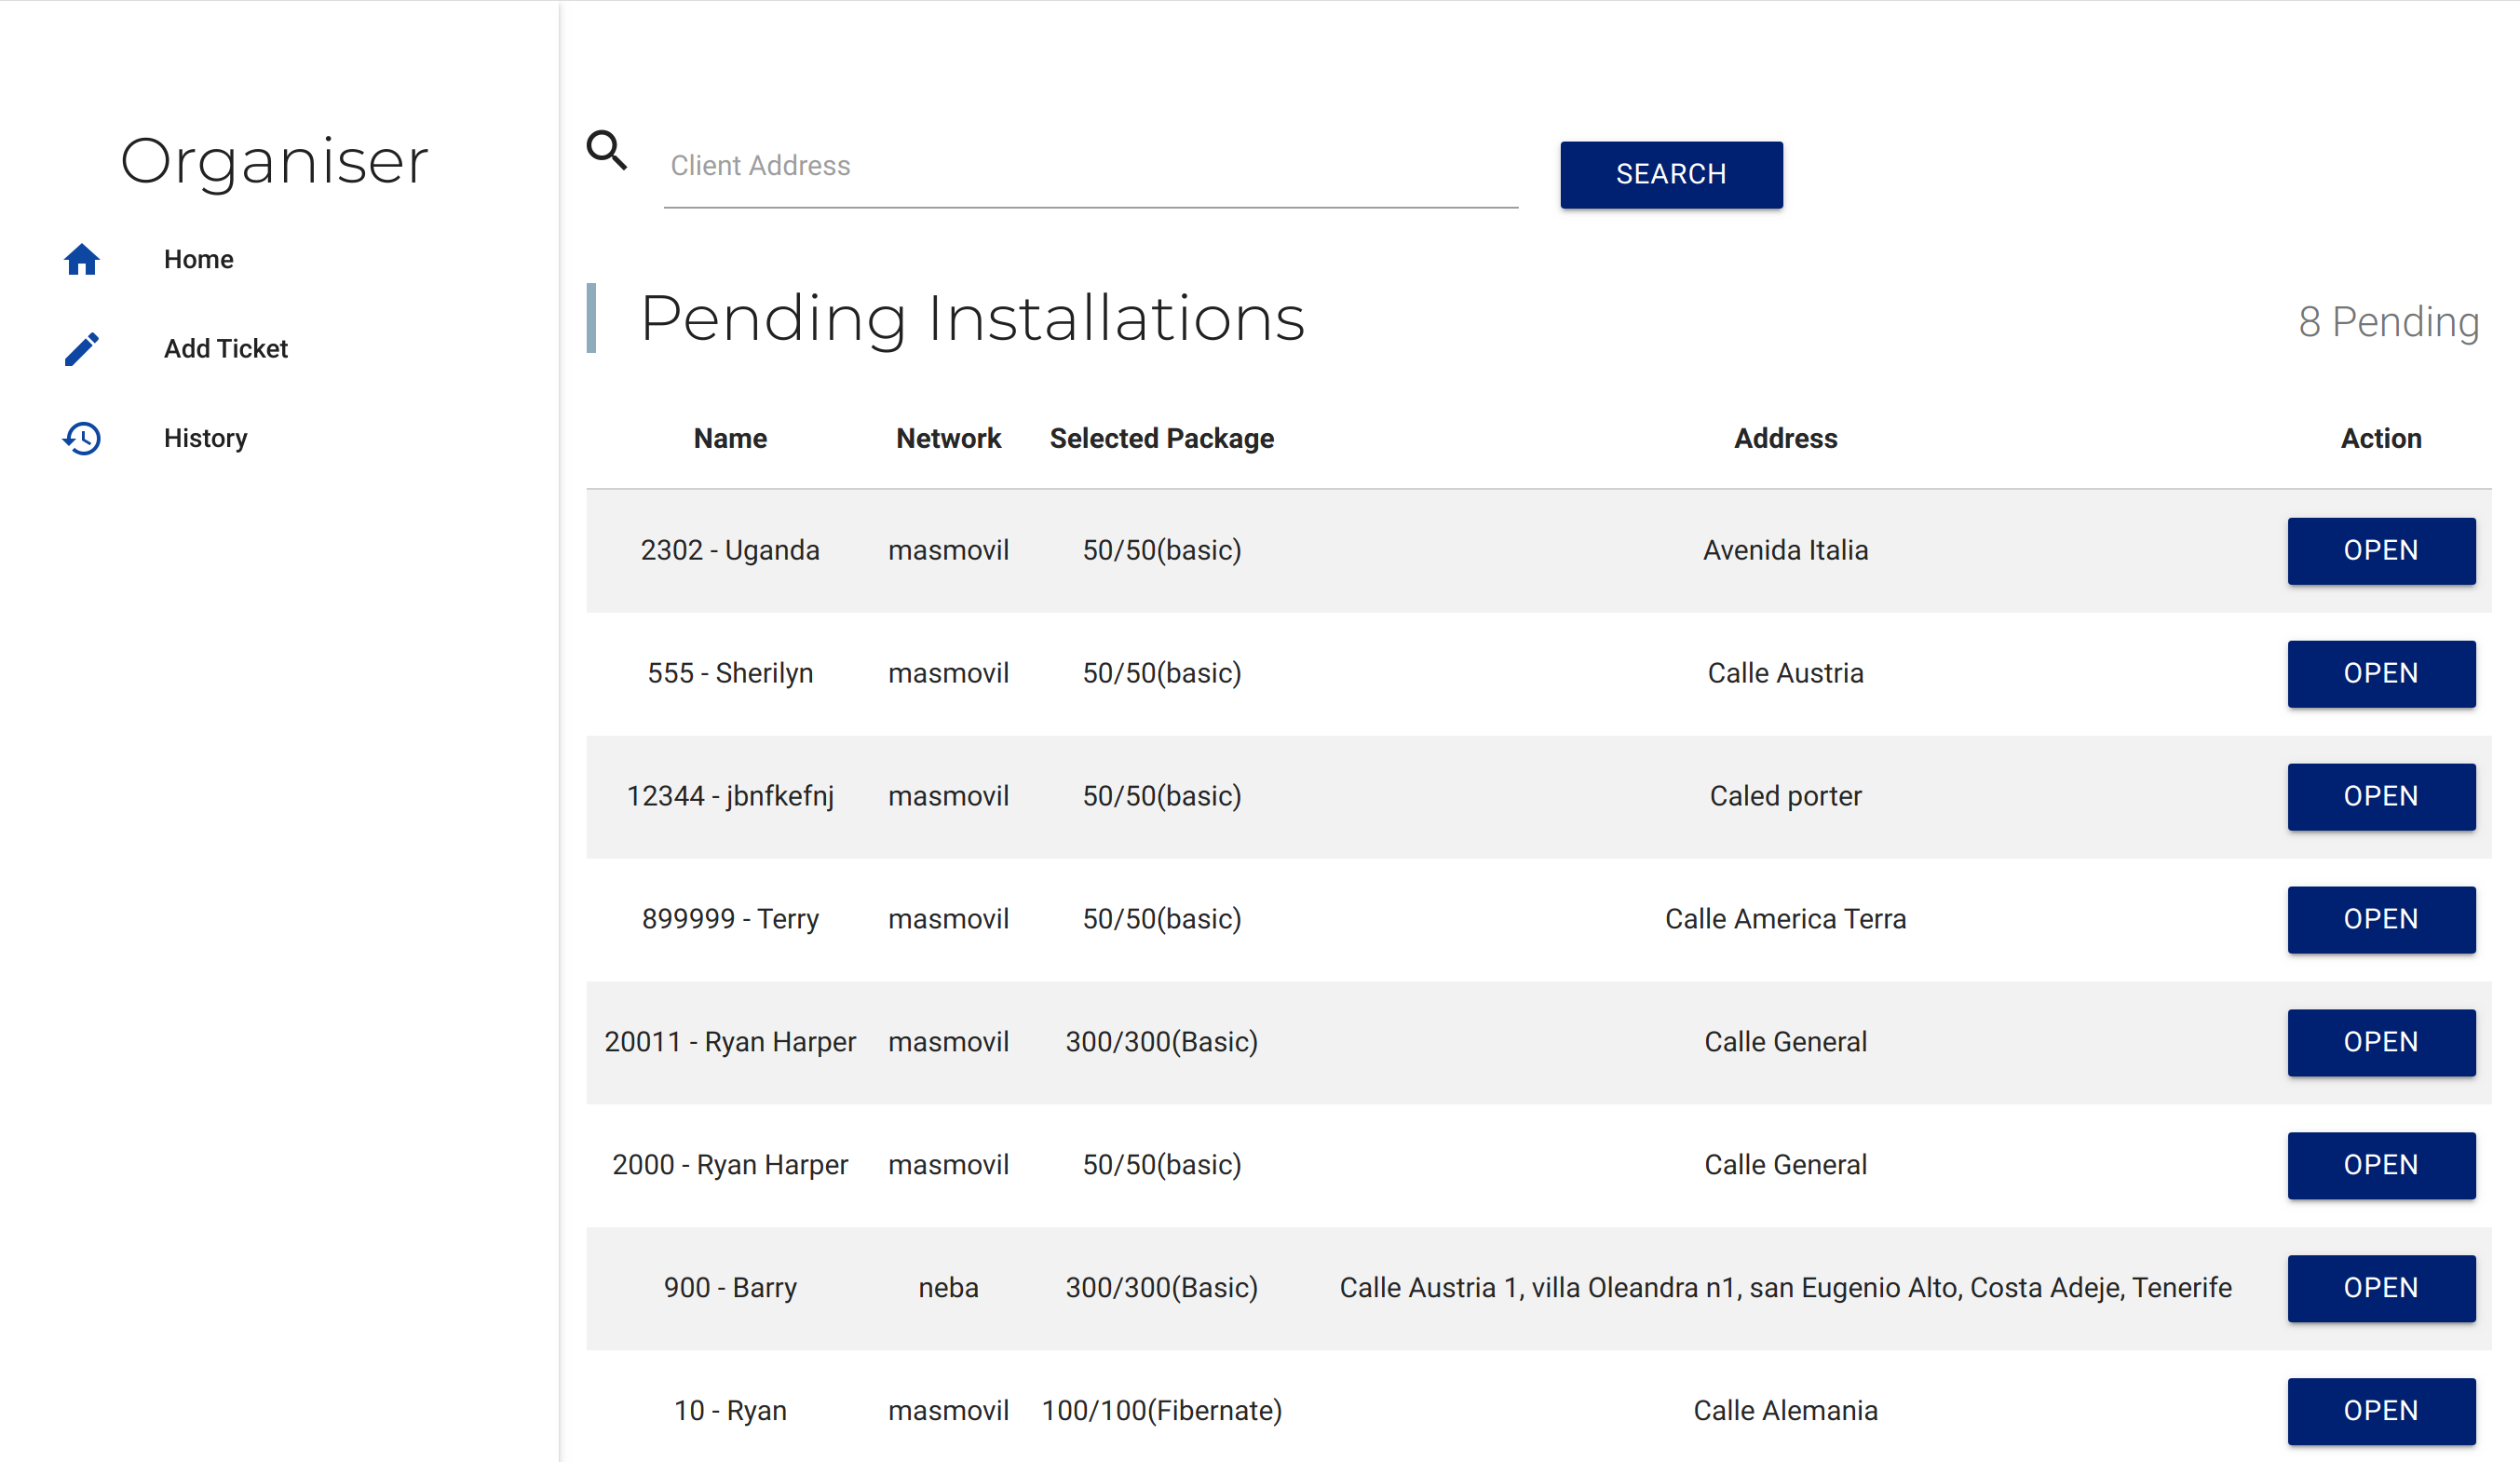 Organiser
Home
Add Ticket
History
Client Address
SEARCH
Pending Installations
8 Pending
Name Network Selected Package Address Action
2302 - Uganda masmovil 50/50(basic) Avenida Italia OPEN
555 - Sherilyn masmovil 50/50(basic) Calle Austria OPEN
12344 - jbnfkefnj masmovil 50/50(basic) Caled porter OPEN
899999 - Terry masmovil 50/50(basic) Calle America Terra OPEN
20011 - Ryan Harper masmovil 300/300(Basic) Calle General OPEN
2000 - Ryan Harper masmovil 50/50(basic) Calle General OPEN
900 - Barry neba 300/300(Basic) Calle Austria 1, villa Oleandra n1, san Eugenio Alto, Costa Adeje, Tenerife OPEN
10 - Ryan masmovil 100/100(Fibernate) Calle Alemania OPEN